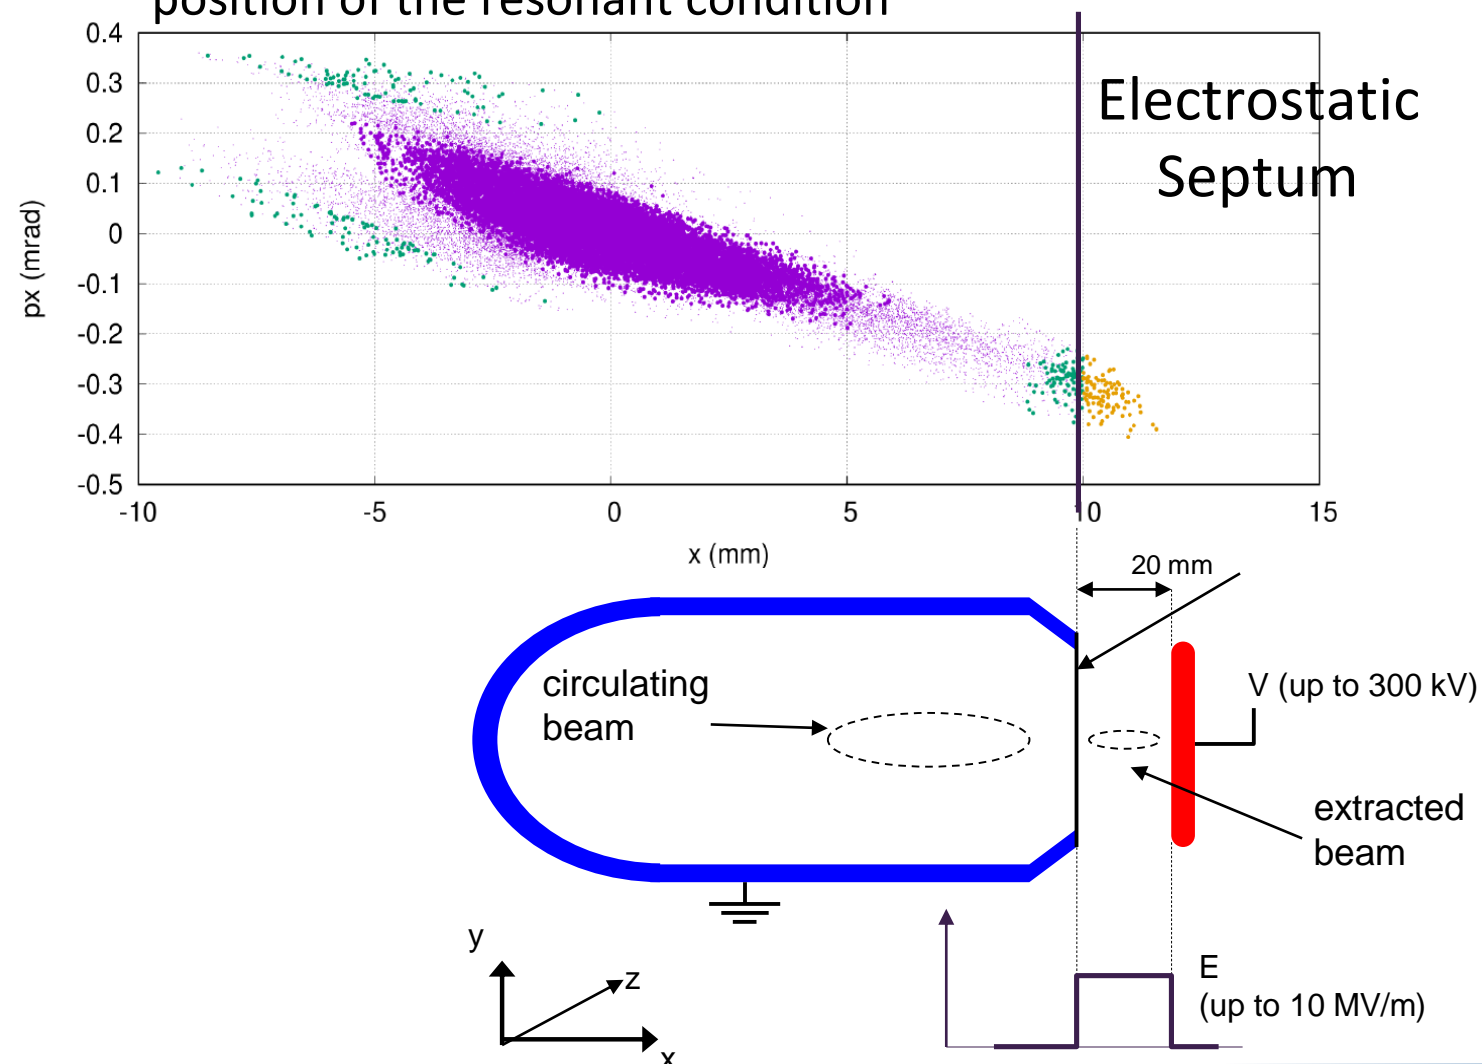 position of the resonant condition
0.4
0.3
0.2
0.1
0
-0.1
-0.2
-0.3
-0.4
-0.5
px (mrad)
-10
-5
0
5
10
15
x (mm)
Electrostatic
Septum
20 mm
circulating
beam
V (up to 300 kV)
extracted
beam
y
z
x
E
(up to 10 MV/m)